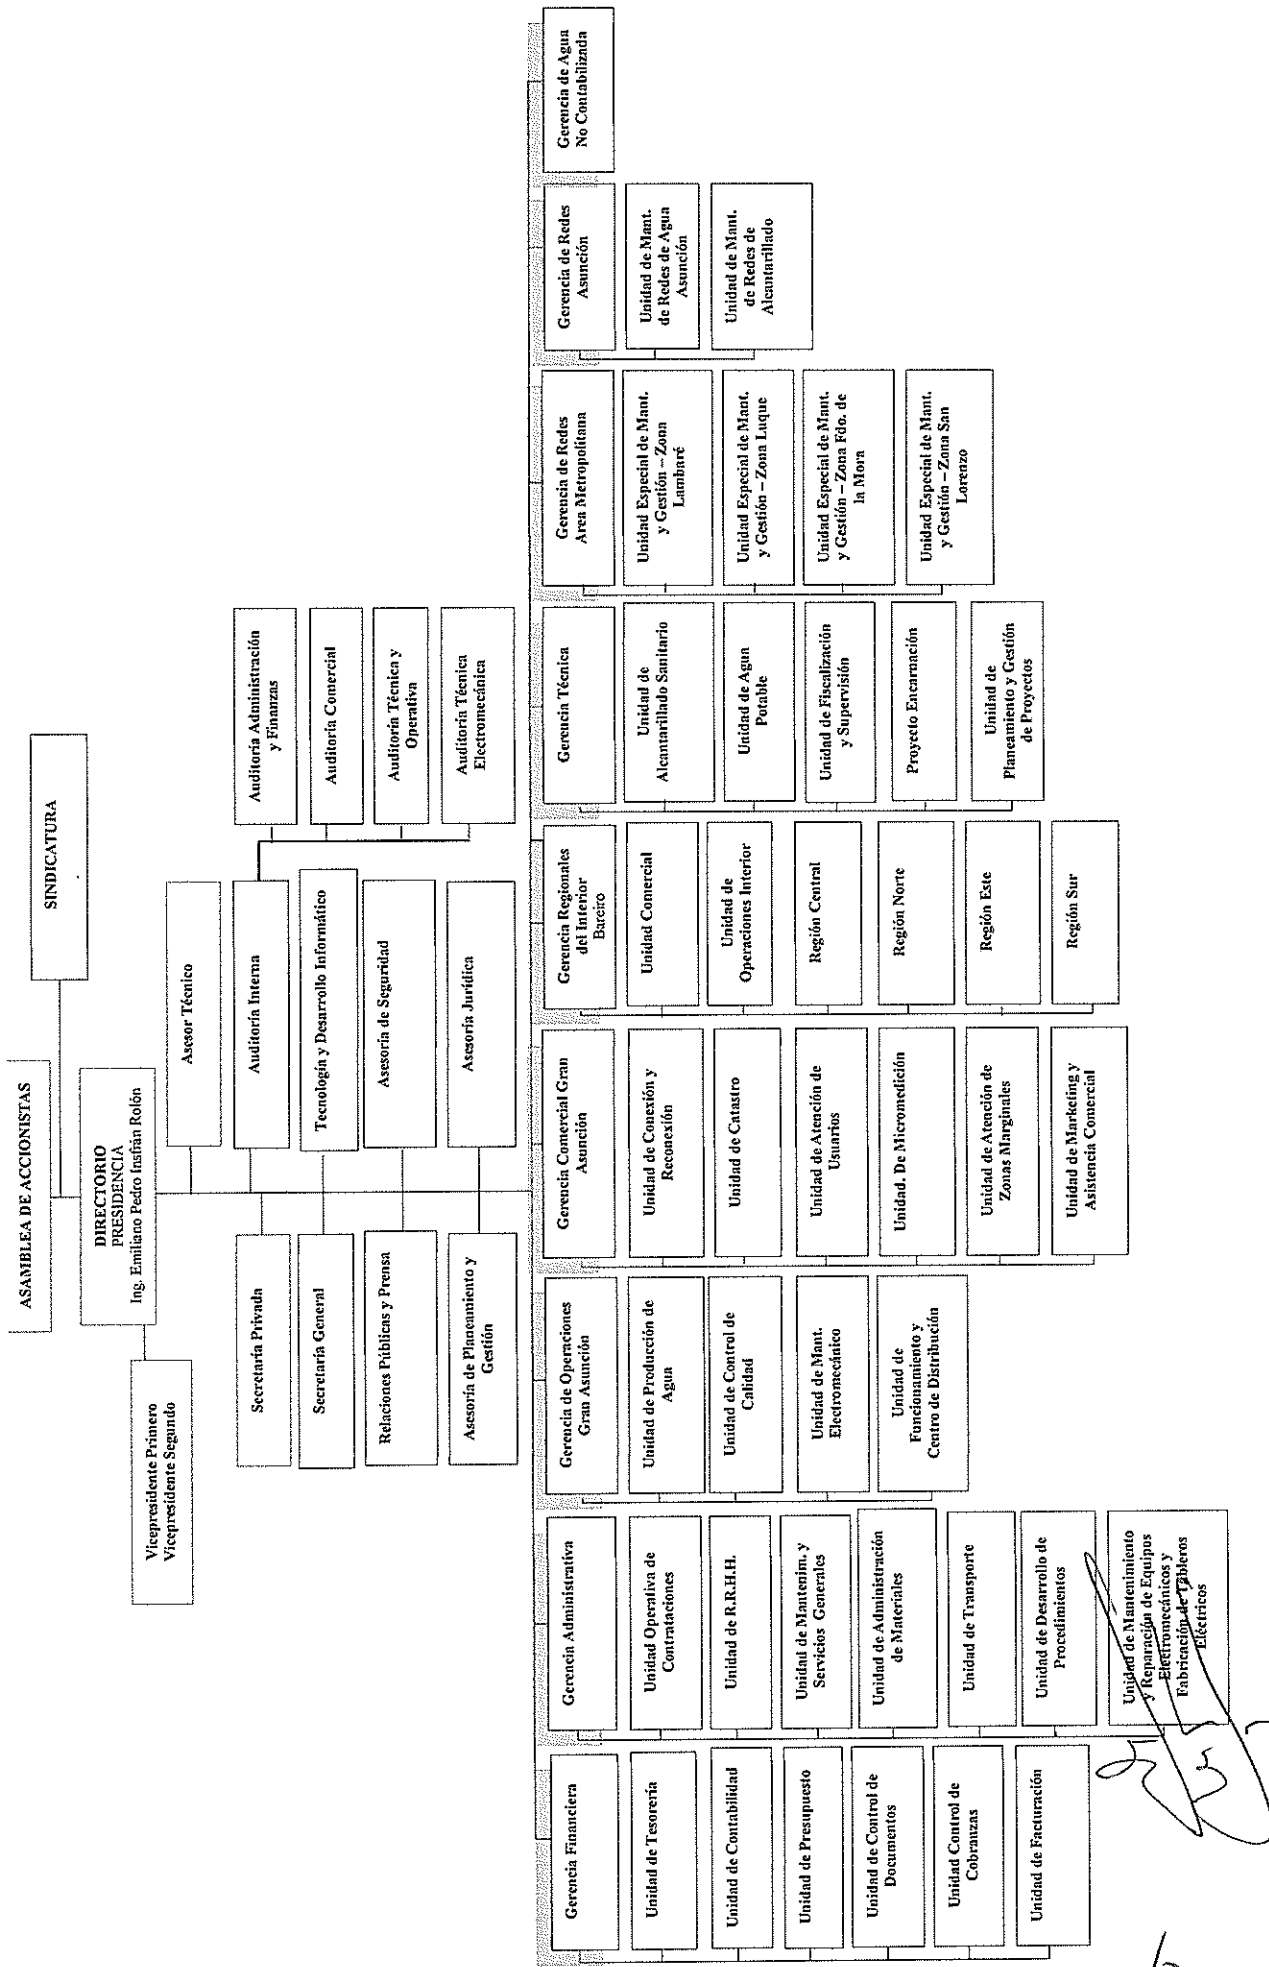 ASAMBLEA DE ACCIONISTAS
SINDICATURA
DIRECTORIO
PRESIDENCIA
Ing. Emiliano Pedro Insfrán Rolón
Vicepresidente Primero
Vicepresidente Segundo
Asesor Técnico
Secretaría Privada
Secretaría General
Relaciones Públicas y Prensa
Asesoría de Planeamiento y
Gestión
Auditoría Interna
Tecnología y Desarrollo Informático
Asesoría de Seguridad
Asesoría Jurídica
Auditoría Administración
y Finanzas
Auditoría Comercial
Auditoría Técnica y
Operativa
Auditoría Técnica
Electromecánica
Gerencia Financiera
Unidad de Tesorería
Unidad de Contabilidad
Unidad de Presupuesto
Unidad de Control de
Documentos
Unidad Control de
Cobranzas
Unidad de Facturación
Gerencia Administrativa
Unidad Operativa de
Contrataciones
Unidad de R.R.H.H.
Unidad de Mantenim. y
Servicios Generales
Unidad de Administración
de Materiales
Unidad de Transporte
Unidad de Desarrollo de
Procedimientos
Unidad de Mantenimiento
y Reparación de Equipos
Electromecánicos y
Fabricación de Tableros
Eléctricos
Gerencia de Operaciones
Gran Asunción
Unidad de Producción de
Agua
Unidad de Control de
Calidad
Unidad de Mant.
Electromecánico
Unidad de
Funcionamiento y
Centro de Distribución
Gerencia Comercial Gran
Asunción
Unidad de Conexión y
Reconexión
Unidad de Catastro
Unidad de Atención de
Usuarios
Unidad. De Micromedición
Unidad de Atención de
Zonas Marginales
Unidad de Marketing y
Asistencia Comercial
Gerencia Regionales
del Interior
Bareiro
Unidad Comercial
Unidad de
Operaciones Interior
Región Central
Región Norte
Región Este
Región Sur
Gerencia Técnica
Unidad de
Alcantarillado Sanitario
Unidad de Agua
Potable
Unidad de Fiscalización
y Supervisión
Proyecto Encarnación
Unidad de
Planeamiento y Gestión
de Proyectos
Gerencia de Redes
Area Metropolitana
Unidad Especial de Mant.
y Gestión – Zona
Lambaré
Unidad Especial de Mant.
y Gestión – Zona Luque
Unidad Especial de Mant.
y Gestión – Zona Fdo. de
la Mora
Unidad Especial de Mant.
y Gestión – Zona San
Lorenzo
Gerencia de Redes
Asunción
Unidad de Mant.
de Redes de Agua
Asunción
Unidad de Mant.
de Redes de
Alcantarillado
Gerencia de Agua
No Contabilizada